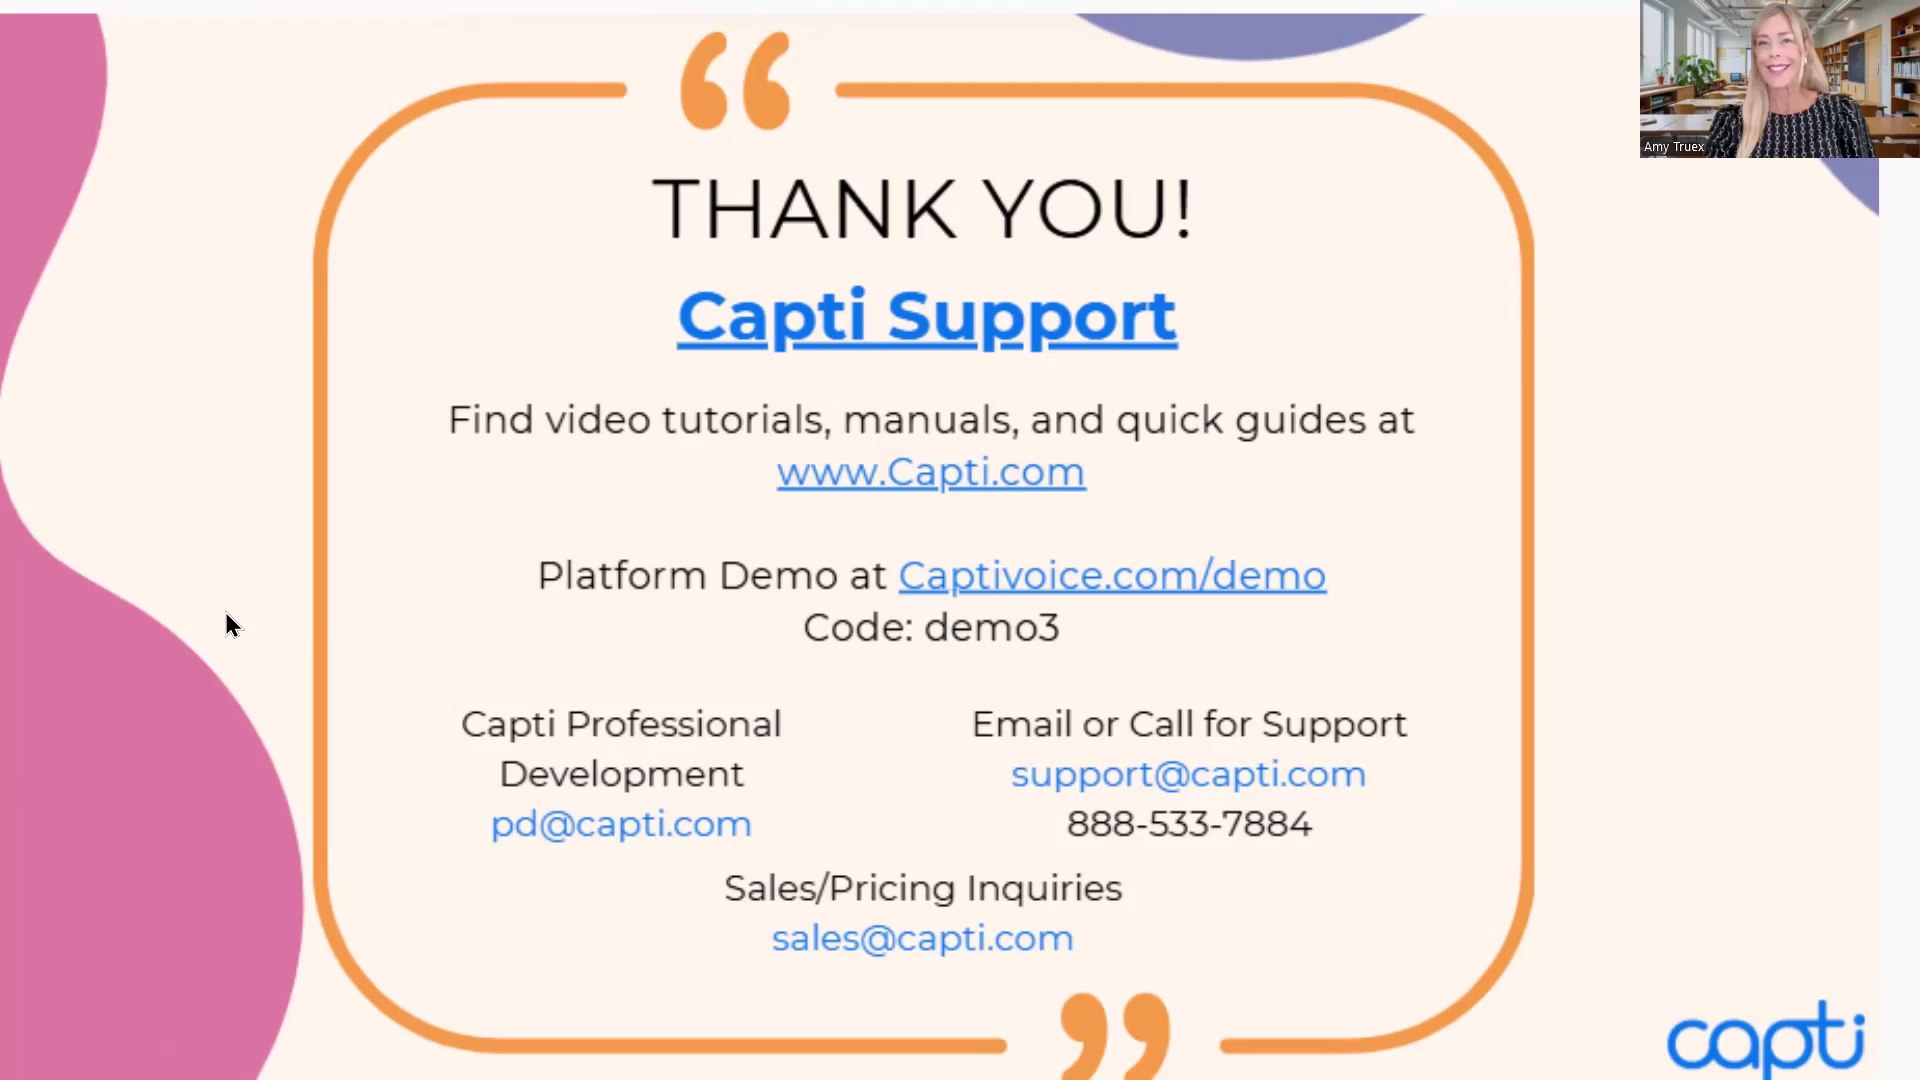 Amy Truex
THANK YOU!
Capti Support
Find video tutorials, manuals, and quick guides at
www.Capti.com
Platform Demo at Captivoice.com/demo
Code: demo3
Capti Professional
Development
pd@capti.com
Email or Call for Support
support@capti.com
888-533-7884
Sales/Pricing Inquiries
sales@capti.com
capti